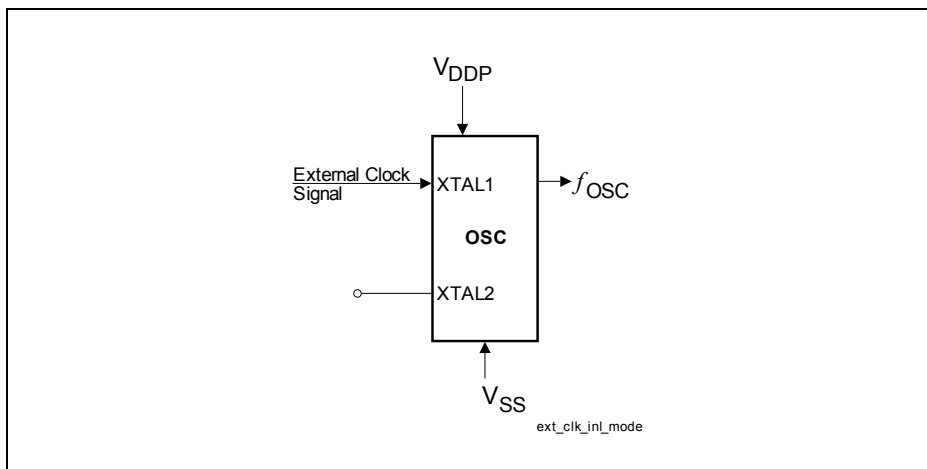 VDDP
External Clock
Signal
XTAL1
fOSC
OSC
XTAL2
VSS
ext_clk_inl_mode